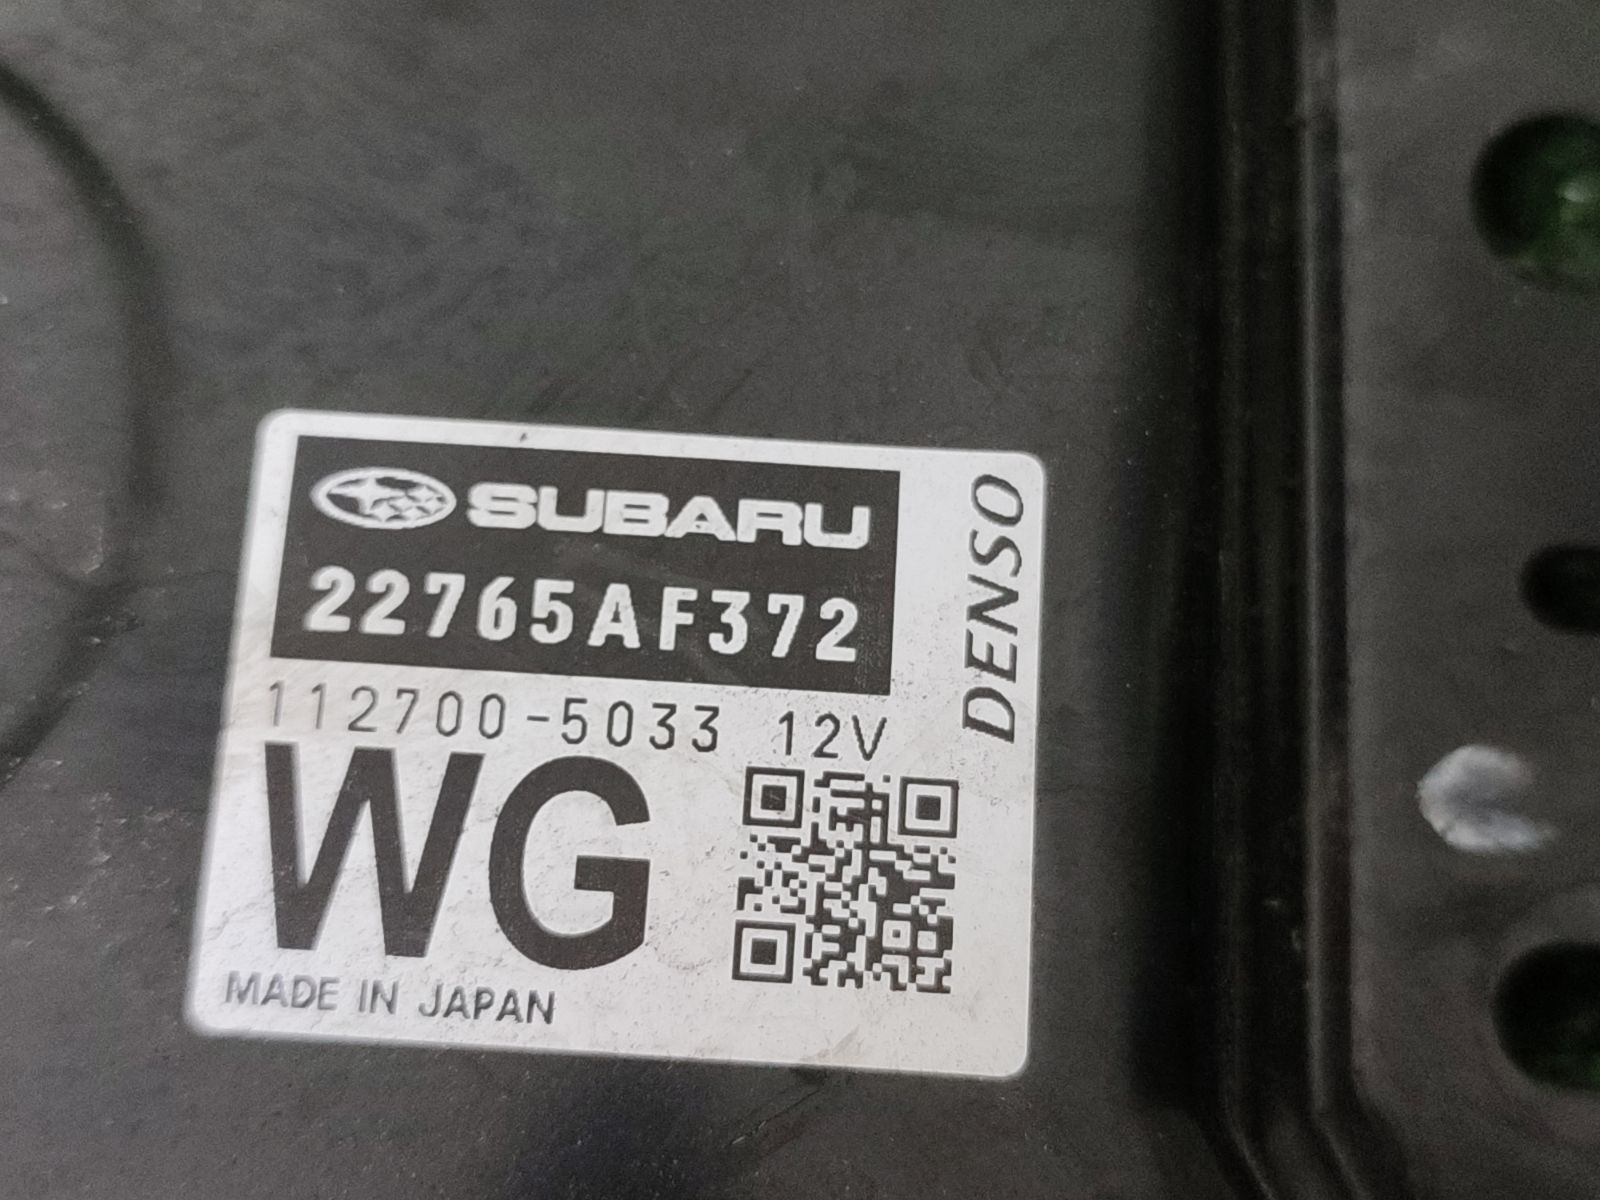 SUBARU
22765AF372
112700-5033 12V
WG
MADE IN JAPAN
DENSO